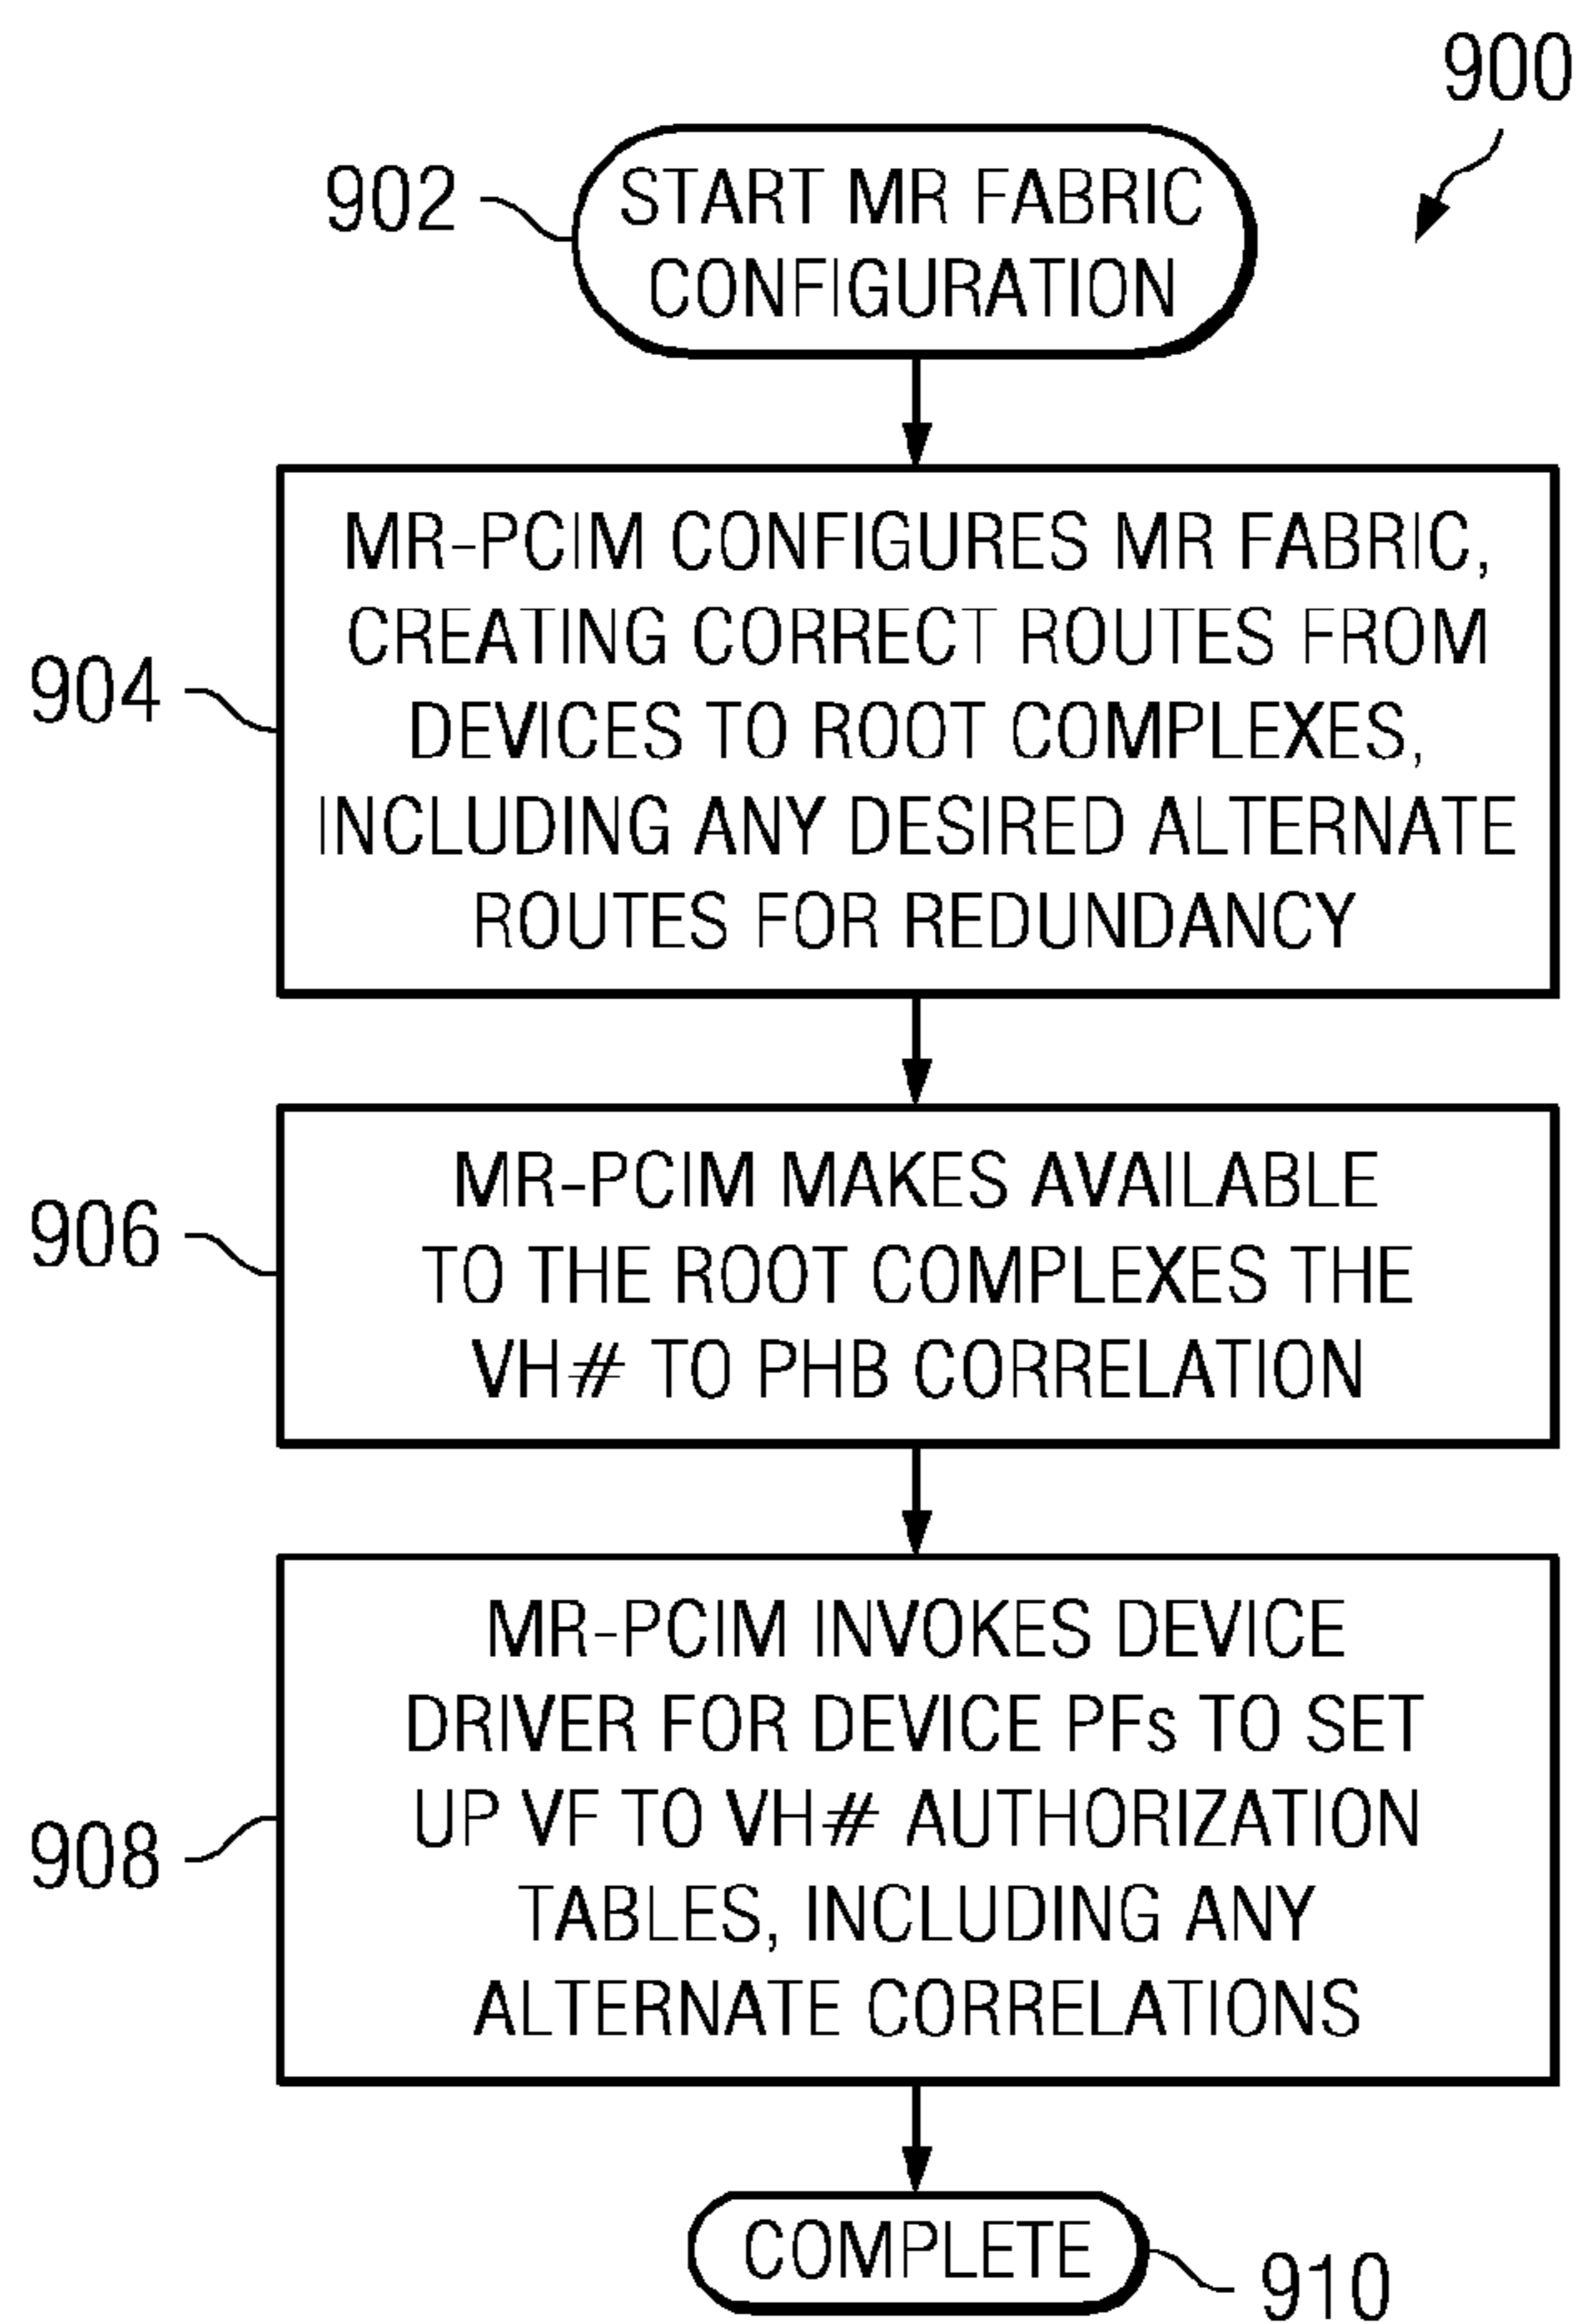 900
902
START MR FABRIC
CONFIGURATION
904
MR-PCIM CONFIGURES MR FABRIC,
CREATING CORRECT ROUTES FROM
DEVICES TO ROOT COMPLEXES,
INCLUDING ANY DESIRED ALTERNATE
ROUTES FOR REDUNDANCY
906
MR-PCIM MAKES AVAILABLE
TO THE ROOT COMPLEXES THE
VH# TO PHB CORRELATION
908
MR-PCIM INVOKES DEVICE
DRIVER FOR DEVICE PFs TO SET
UP VF TO VH# AUTHORIZATION
TABLES, INCLUDING ANY
ALTERNATE CORRELATIONS
COMPLETE
910